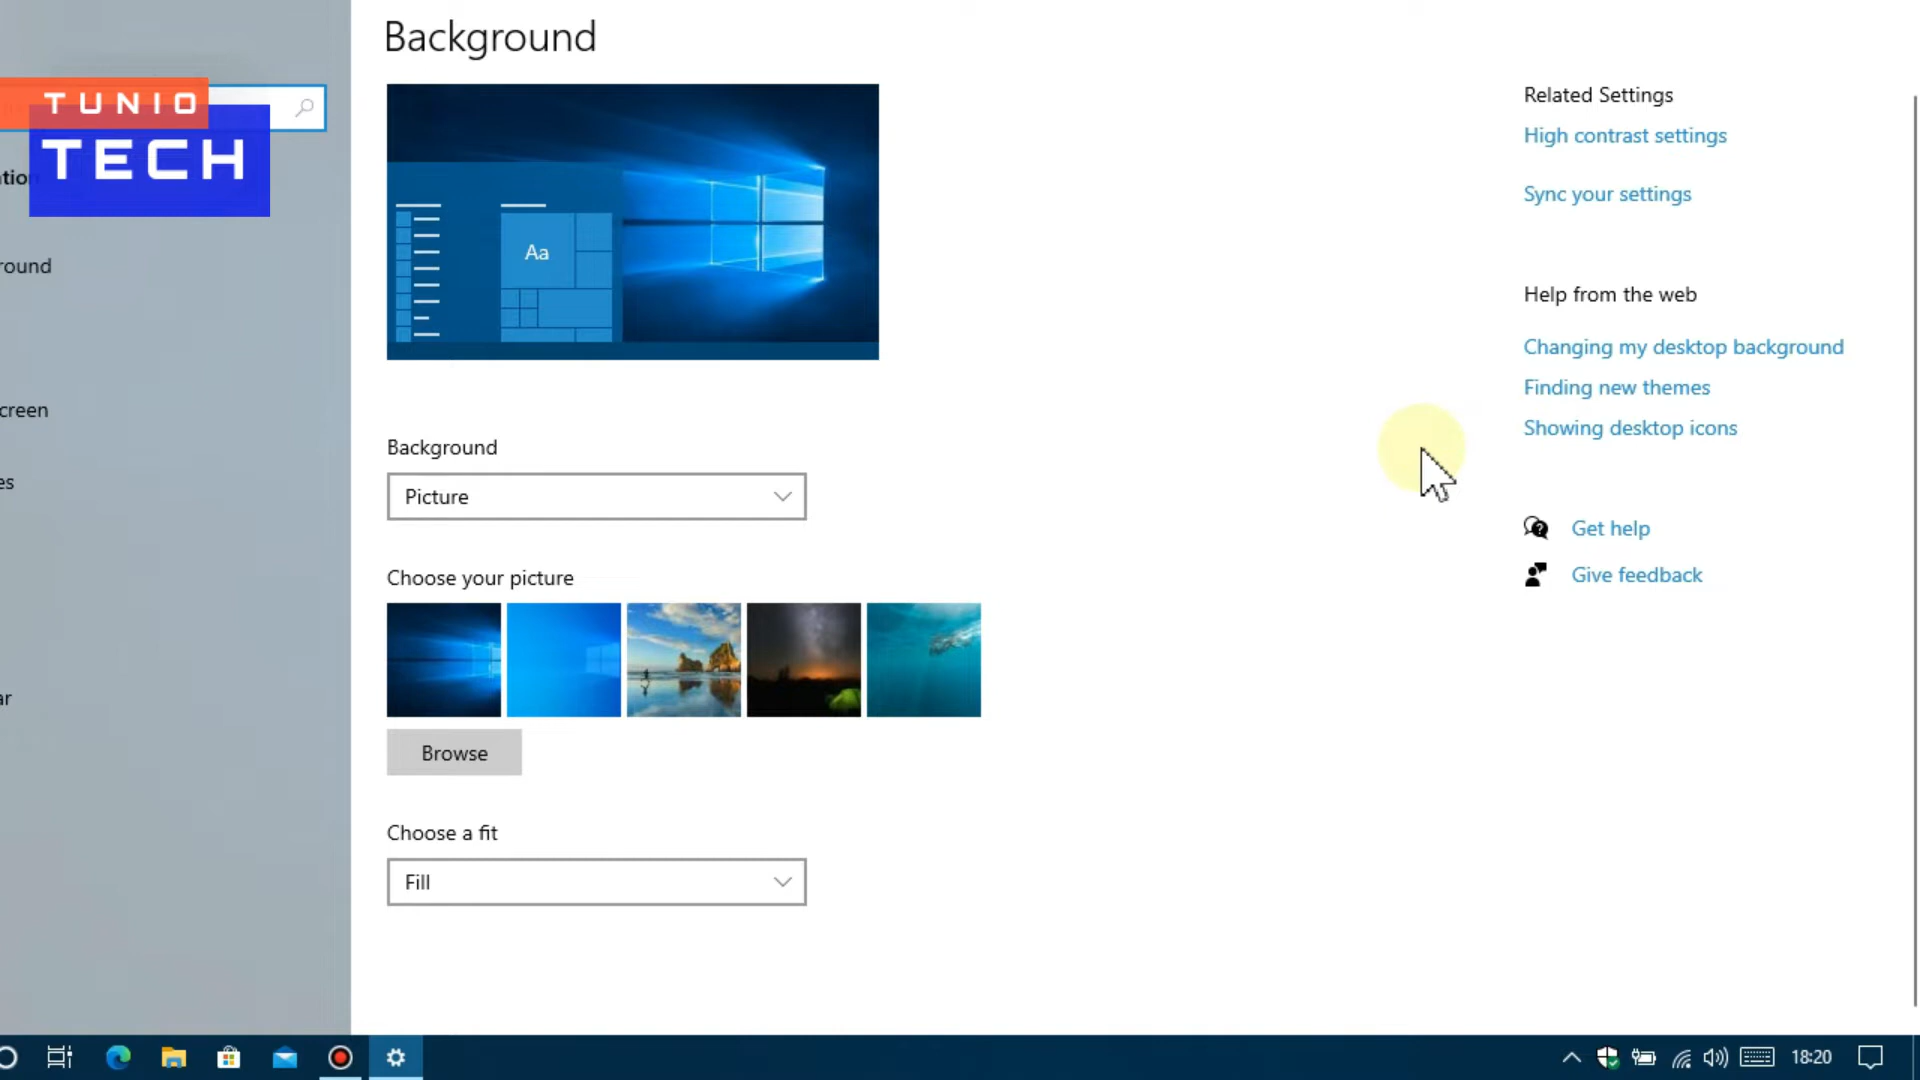 Background
TUNIO
TECH
tion
round
creen
es
ar
Aa
Background
Picture
Choose your picture
Browse
Choose a fit
Fill
Related Settings
High contrast settings
Sync your settings
Help from the web
Changing my desktop background
Finding new themes
Showing desktop icons
Get help
Give feedback
18:20